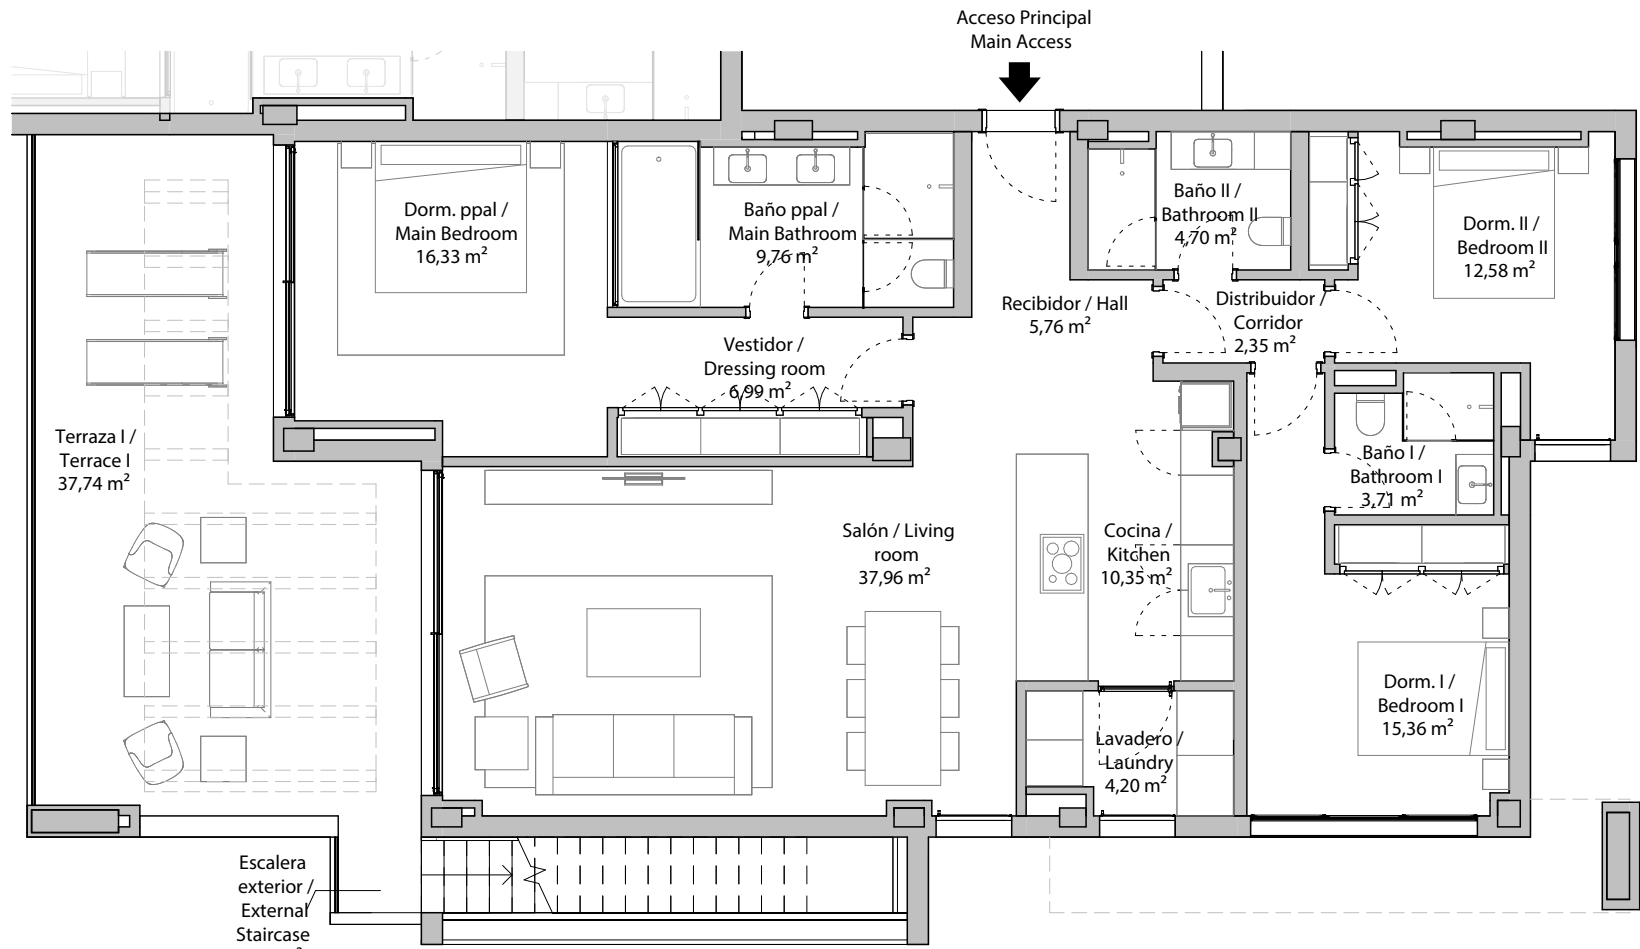 Acceso Principal
Main Access
Dorm. ppal /
Main Bedroom
16,33 m²
Baño ppal /
Main Bathroom
9,76 m²
Baño II /
Bathroom II
4,70 m²
Dorm. II /
Bedroom II
12,58 m²
Recibidor / Hall
5,76 m²
Distribuidor /
Corridor
2,35 m²
Vestidor /
Dressing room
6,99 m²
Terraza I /
Terrace I
37,74 m²
Baño I /
Bathroom I
3,71 m²
Salón / Living
room
37,96 m²
Cocina /
Kitchen
10,35 m²
Dorm. I /
Bedroom I
15,36 m²
Lavadero /
Laundry
4,20 m²
Escalera
exterior /
External
Staircase